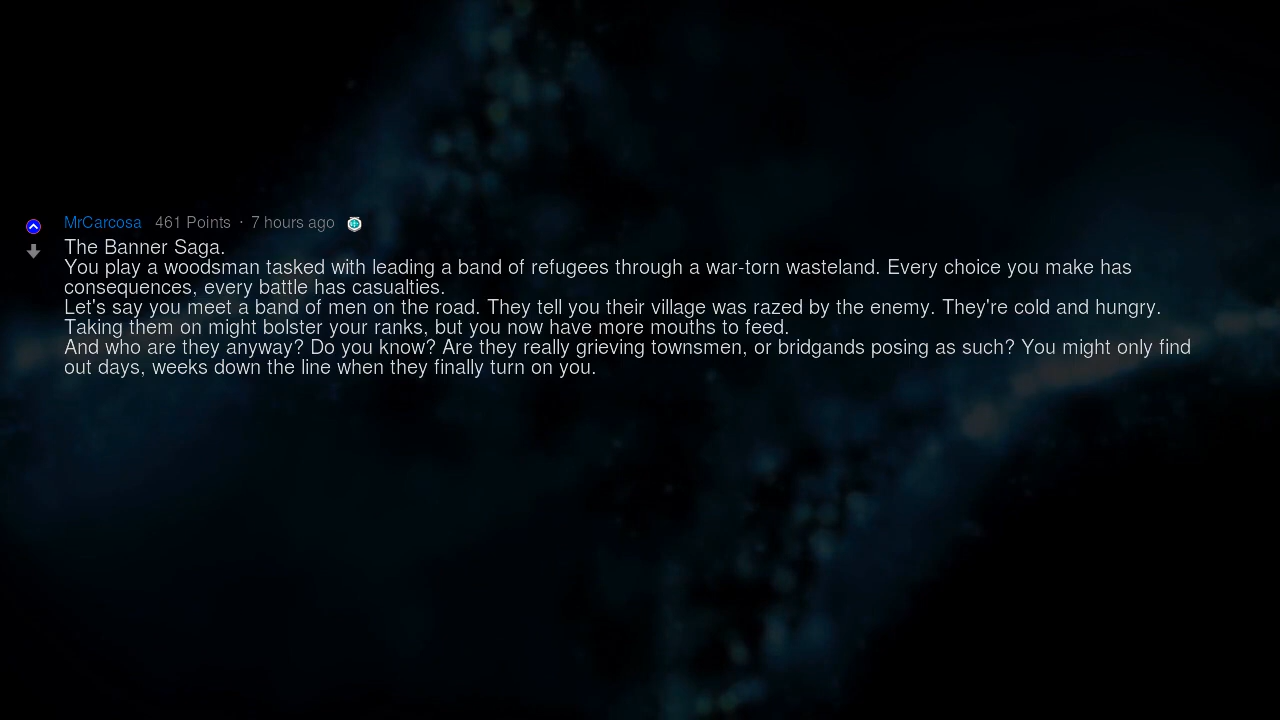 MrCarcosa 461 Points · 7 hours ago
The Banner Saga.
You play a woodsman tasked with leading a band of refugees through a war-torn wasteland. Every choice you make has
consequences, every battle has casualties.
Let's say you meet a band of men on the road. They tell you their village was razed by the enemy. They're cold and hungry.
Taking them on might bolster your ranks, but you now have more mouths to feed.
And who are they anyway? Do you know? Are they really grieving townsmen, or bridgands posing as such? You might only find
out days, weeks down the line when they finally turn on you.